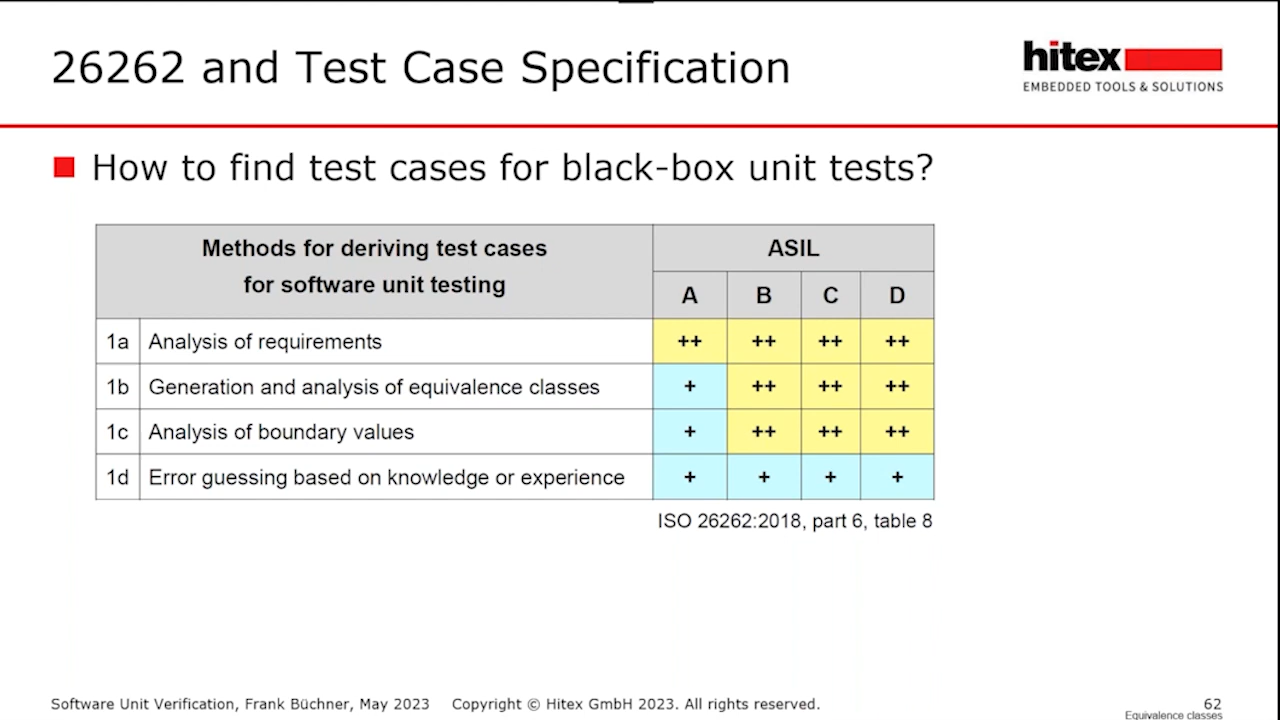 26262 and Test Case Specification
hitex
EMBEDDED TOOLS & SOLUTIONS
How to find test cases for black-box unit tests?
Methods for deriving test cases
for software unit testing
ASIL
A B C D
1a Analysis of requirements ++ ++ ++ ++
1b Generation and analysis of equivalence classes + ++ ++ ++
1c Analysis of boundary values + ++ ++ ++
1d Error guessing based on knowledge or experience + + + +
ISO 26262:2018, part 6, table 8
Software Unit Verification, Frank Büchner, May 2023 Copyright © Hitex GmbH 2023. All rights reserved. 62
Equivalence classes